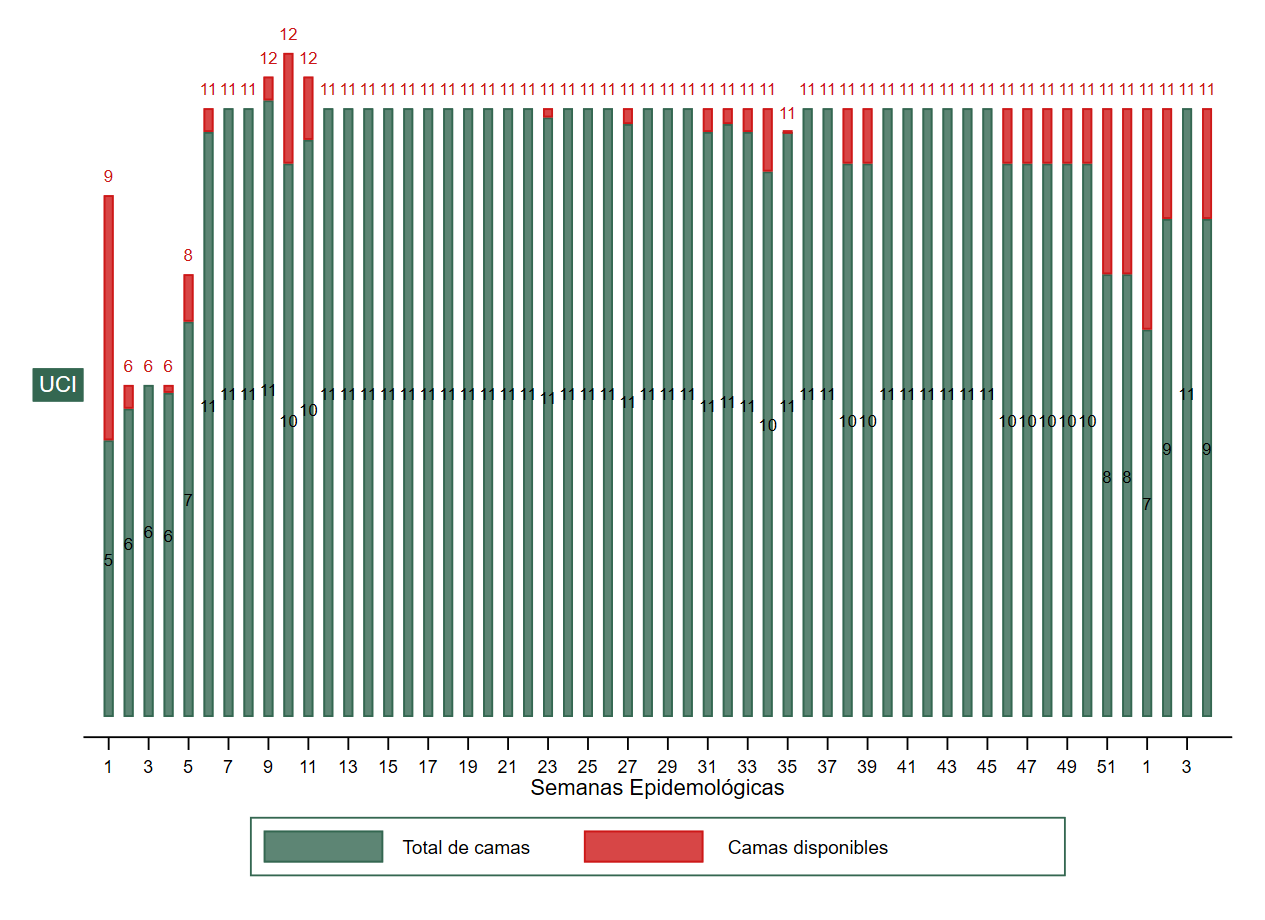 9 6 6 6 8 11 11 11 12 12 12 11 11 11 11 11 11 11 11 11 11 11 11 11 11 11 11 11 11 11 11 11 11 11 11 11 11 11 11 11 11 11 11 11 11 11 11 11 11 11 11 11 11 11 11 11
UCI
5 6 6 6 7 11 11 11 11 10 10 11 11 11 11 11 11 11 11 11 11 11 11 11 11 11 11 11 11 11 11 11 11 10 11 11 11 10 10 11 11 11 11 11 11 10 10 10 10 10 8 8 7 9 11 9
1 3 5 7 9 11 13 15 17 19 21 23 25 27 29 31 33 35 37 39 41 43 45 47 49 51 1 3
Semanas Epidemológicas
Total de camas Camas disponibles